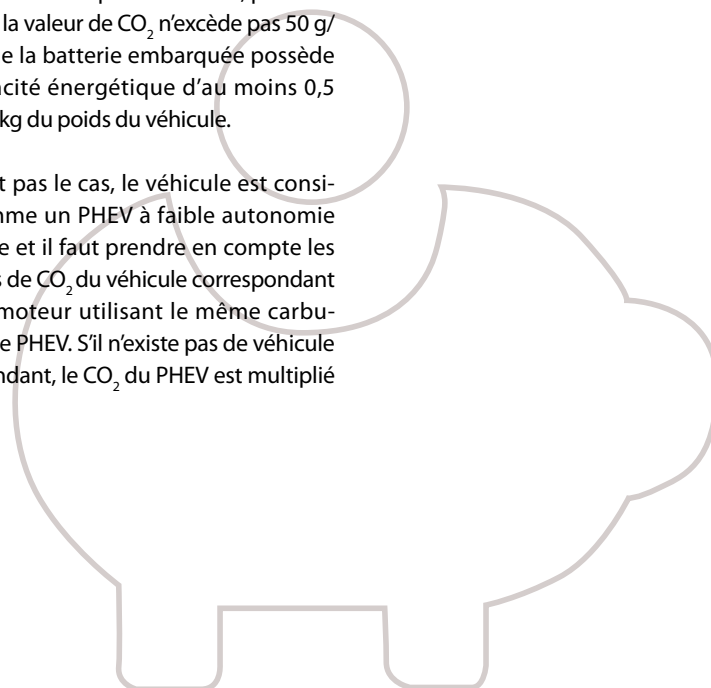 la valeur de CO₂ n’excède pas 50 g/
e la batterie embarquée possède
acité énergétique d’au moins 0,5
kg du poids du véhicule.
t pas le cas, le véhicule est consi-
mme un PHEV à faible autonomie
e et il faut prendre en compte les
s de CO₂ du véhicule correspondant
moteur utilisant le même carbu-
e PHEV. S’il n’existe pas de véhicule
ndant, le CO₂ du PHEV est multiplié